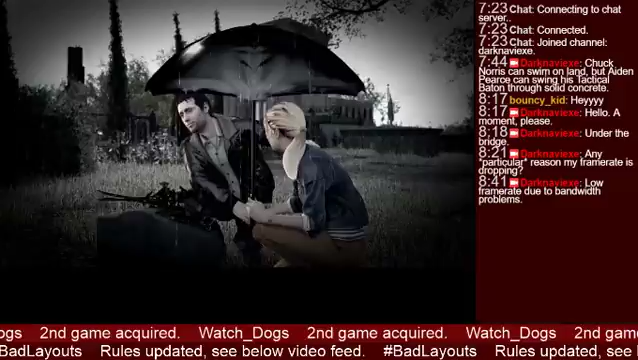 7:23 Chat: Connecting to chat
server..
7:23 Chat: Connected.
7:23 Chat: Joined channel:
darknaviexe.
7:44 Darknaviexe: Chuck
Norris can swim on land, but Aiden
Pearce can swing his Tactical
Baton through solid concrete.
8:17 bouncy_kid: Heyyyy
8:17 Darknaviexe: Hello. A
moment, please.
8:18 Darknaviexe: Under the
bridge.
8:21 Darknaviexe: Any
*particular* reason my framerate is
dropping?
8:41 Darknaviexe: Low
framerate due to bandwidth
problems.
ogs 2nd game acquired. Watch_Dogs 2nd game acquired. Watch_Dogs 2nd game
BadLayouts Rules updated, see below video feed. #BadLayouts Rules updated, see